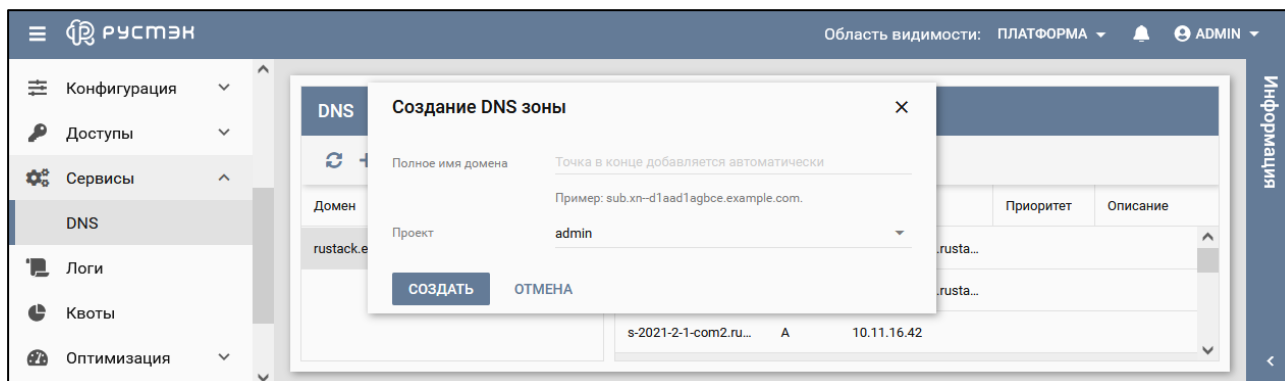 РУСТЭК Область видимости: ПЛАТФОРМА ADMIN
Конфигурация
Доступы
Сервисы
DNS
Логи
Квоты
Оптимизация
DNS
Домен
rustack.e
Создание DNS зоны
Полное имя домена Точка в конце добавляется автоматически
Пример: sub.xn--d1aad1agbce.example.com.
Проект admin
СОЗДАТЬ ОТМЕНА
Приоритет Описание
.rusta...
.rusta...
s-2021-2-1-com2.ru... A 10.11.16.42
Информация